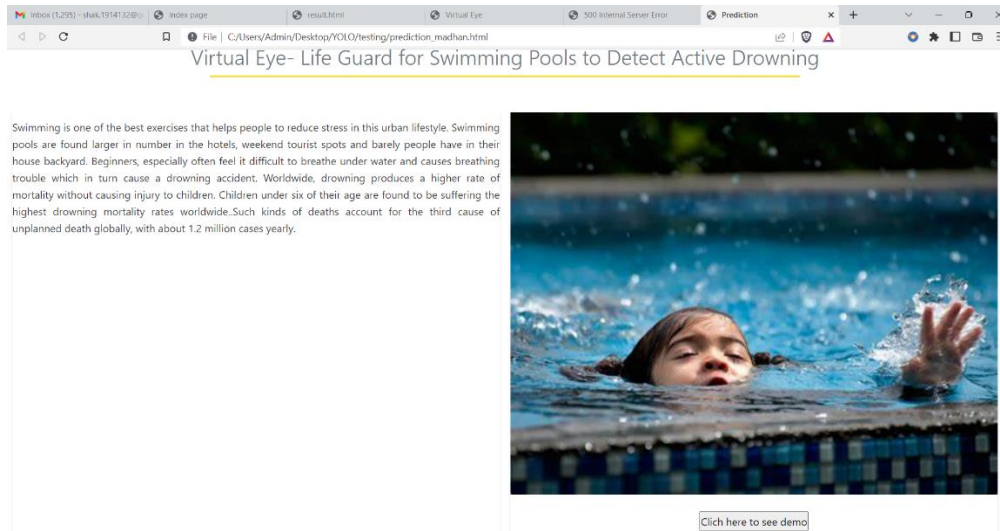 Inbox (1,295) - shak.1914132@
Index page
result.html
Virtual Eye
500 Internal Server Error
Prediction
File | C:/Users/Admin/Desktop/YOLO/testing/prediction_madhan.html
Virtual Eye- Life Guard for Swimming Pools to Detect Active Drowning
Swimming is one of the best exercises that helps people to reduce stress in this urban lifestyle. Swimming
pools are found larger in number in the hotels, weekend tourist spots and barely people have in their
house backyard. Beginners, especially often feel it difficult to breathe under water and causes breathing
trouble which in turn cause a drowning accident. Worldwide, drowning produces a higher rate of
mortality without causing injury to children. Children under six of their age are found to be suffering the
highest drowning mortality rates worldwide..Such kinds of deaths account for the third cause of
unplanned death globally, with about 1.2 million cases yearly.
Clich here to see demo